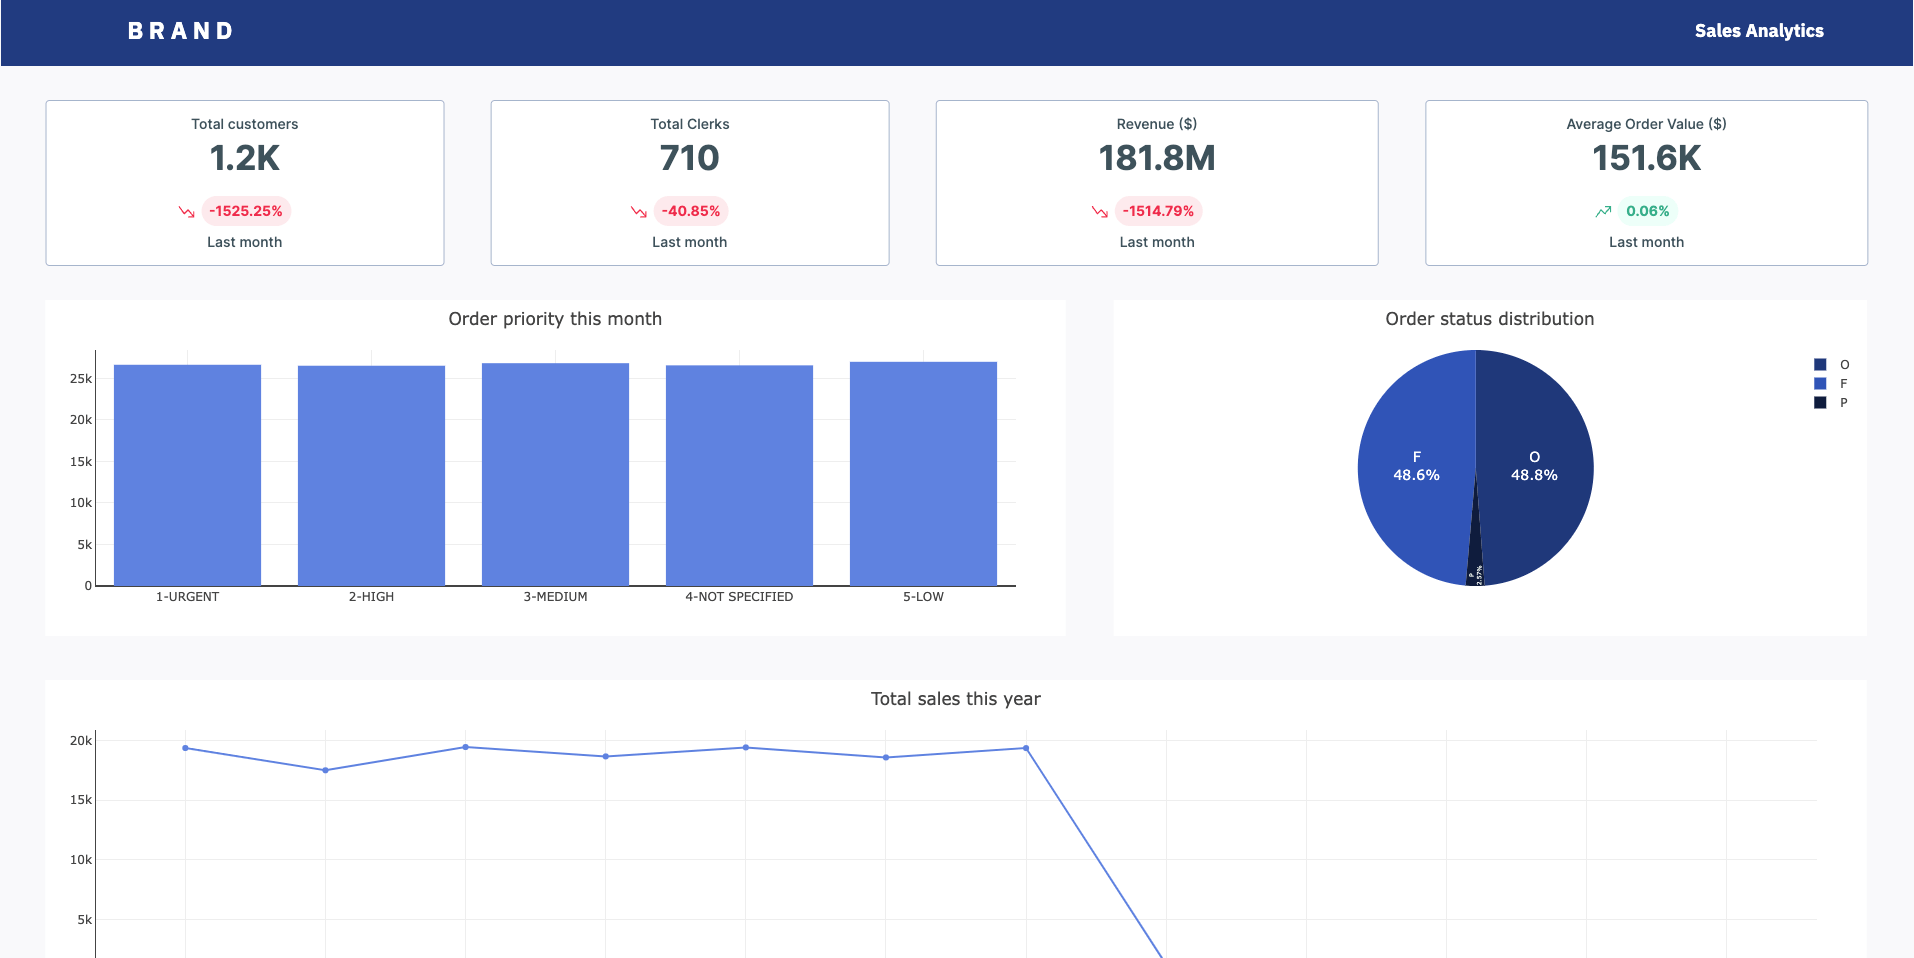 BRAND
Sales Analytics
Total customers
1.2K
-1525.25%
Last month
Total Clerks
710
-40.85%
Last month
Revenue ($)
181.8M
-1514.79%
Last month
Average Order Value ($)
151.6K
0.06%
Last month
Order priority this month
25k
20k
15k
10k
5k
0
1-URGENT
2-HIGH
3-MEDIUM
4-NOT SPECIFIED
5-LOW
Order status distribution
F
48.6%
O
48.8%
P
2.57%
O
F
P
Total sales this year
20k
15k
10k
5k